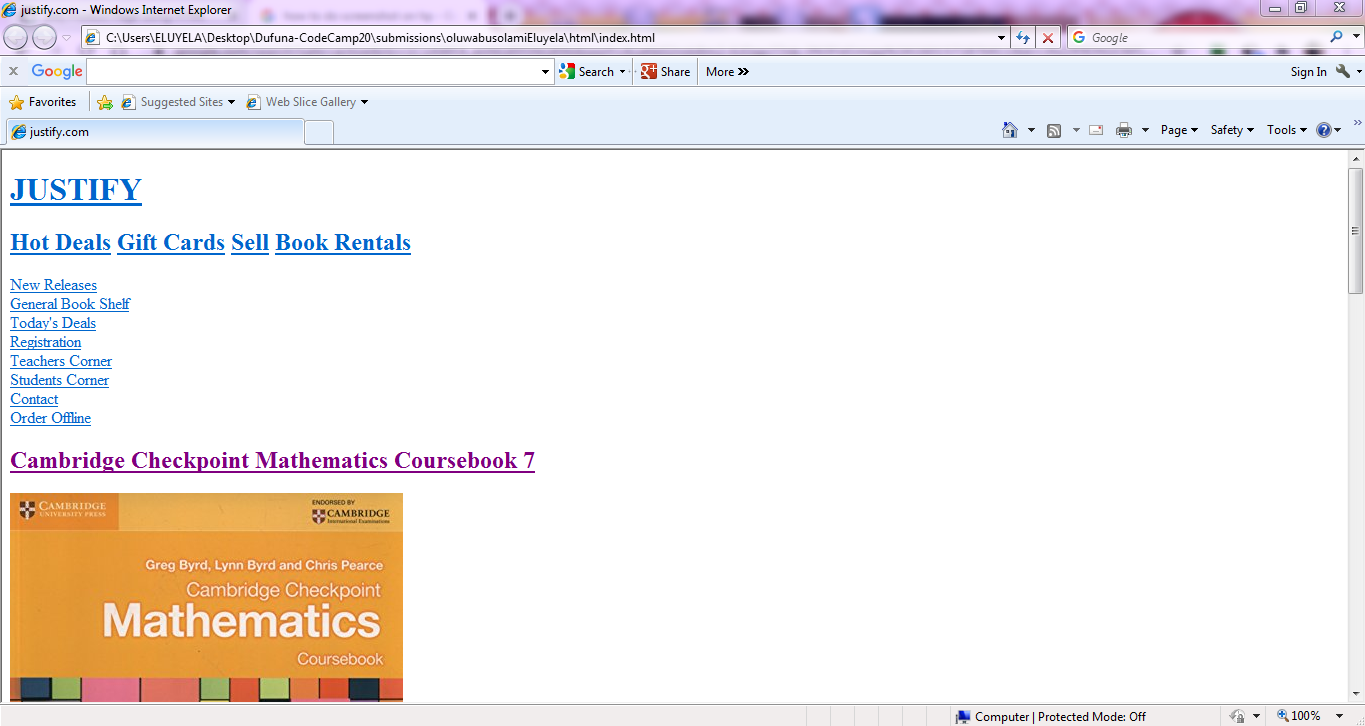 justify.com - Windows Internet Explorer
C:\Users\ELUYELA\Desktop\Dufuna-CodeCamp20\submissions\oluwabusolamiEluyela\html\index.html
Google
Google Search Share More Sign In
Favorites Suggested Sites Web Slice Gallery
justify.com Page Safety Tools
JUSTIFY
Hot Deals Gift Cards Sell Book Rentals
New Releases
General Book Shelf
Today's Deals
Registration
Teachers Corner
Students Corner
Contact
Order Offline
Cambridge Checkpoint Mathematics Coursebook 7
CAMBRIDGE
UNIVERSITY PRESS
ENDORSED BY
CAMBRIDGE
International Examinations
Greg Byrd, Lynn Byrd and Chris Pearce
Cambridge Checkpoint
Mathematics
Coursebook
Computer | Protected Mode: Off 100%